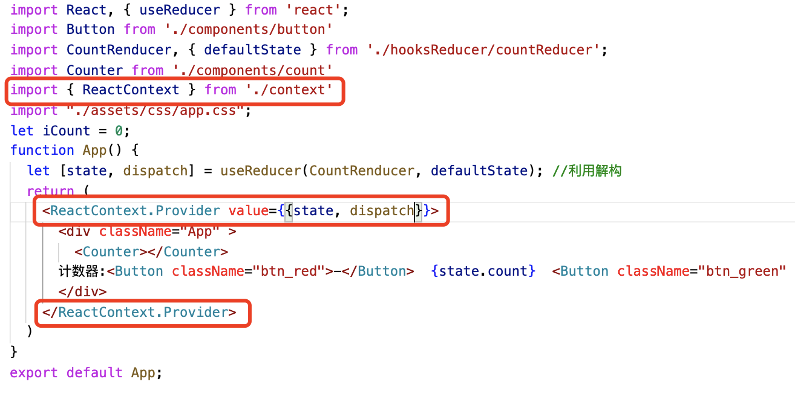 import React, { useReducer } from 'react';
import Button from './components/button'
import CountRenducer, { defaultState } from './hooksReducer/countReducer';
import Counter from './components/count'
import { ReactContext } from './context'
import "./assets/css/app.css";
let iCount = 0;
function App() {
  let [state, dispatch] = useReducer(CountRenducer, defaultState); //利用解构
  return (
    <ReactContext.Provider value={{state, dispatch}}>
      <div className="App" >
        <Counter></Counter>
      计数器:<Button className="btn_red">-</Button>  {state.count}  <Button className="btn_green"
      </div>
    </ReactContext.Provider>
  )
}
export default App;